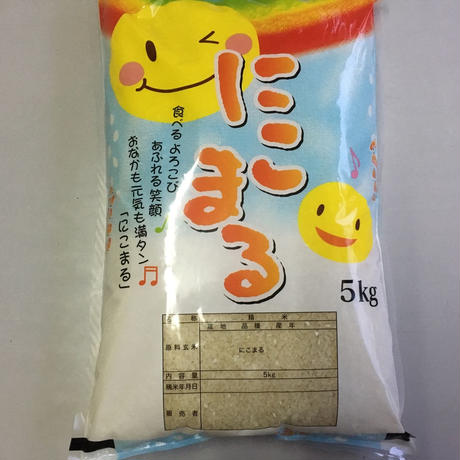 にこまる
食べる よろこび
あふれる笑顔
おなかも元気も満タン
「にこまる」
5kg
名 称 精 米
原料玄米 産地 品種 産年
にこまる
内容量 5kg
精米年月日
販売者